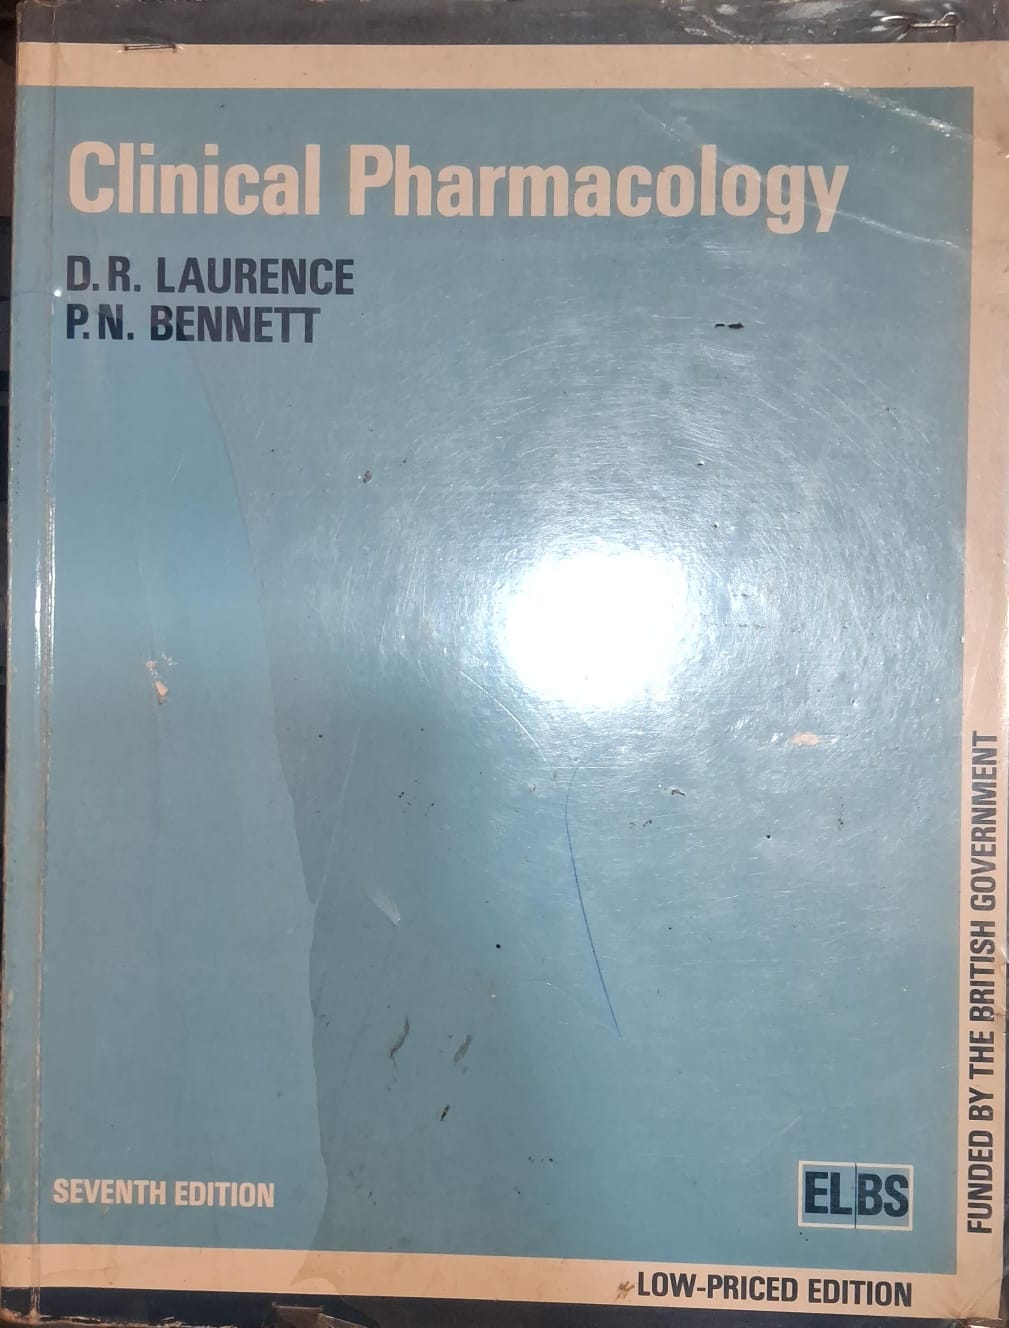 Clinical Pharmacology
D.R. LAURENCE
P.N. BENNETT
SEVENTH EDITION
ELBS
LOW-PRICED EDITION
FUNDED BY THE BRITISH GOVERNMENT